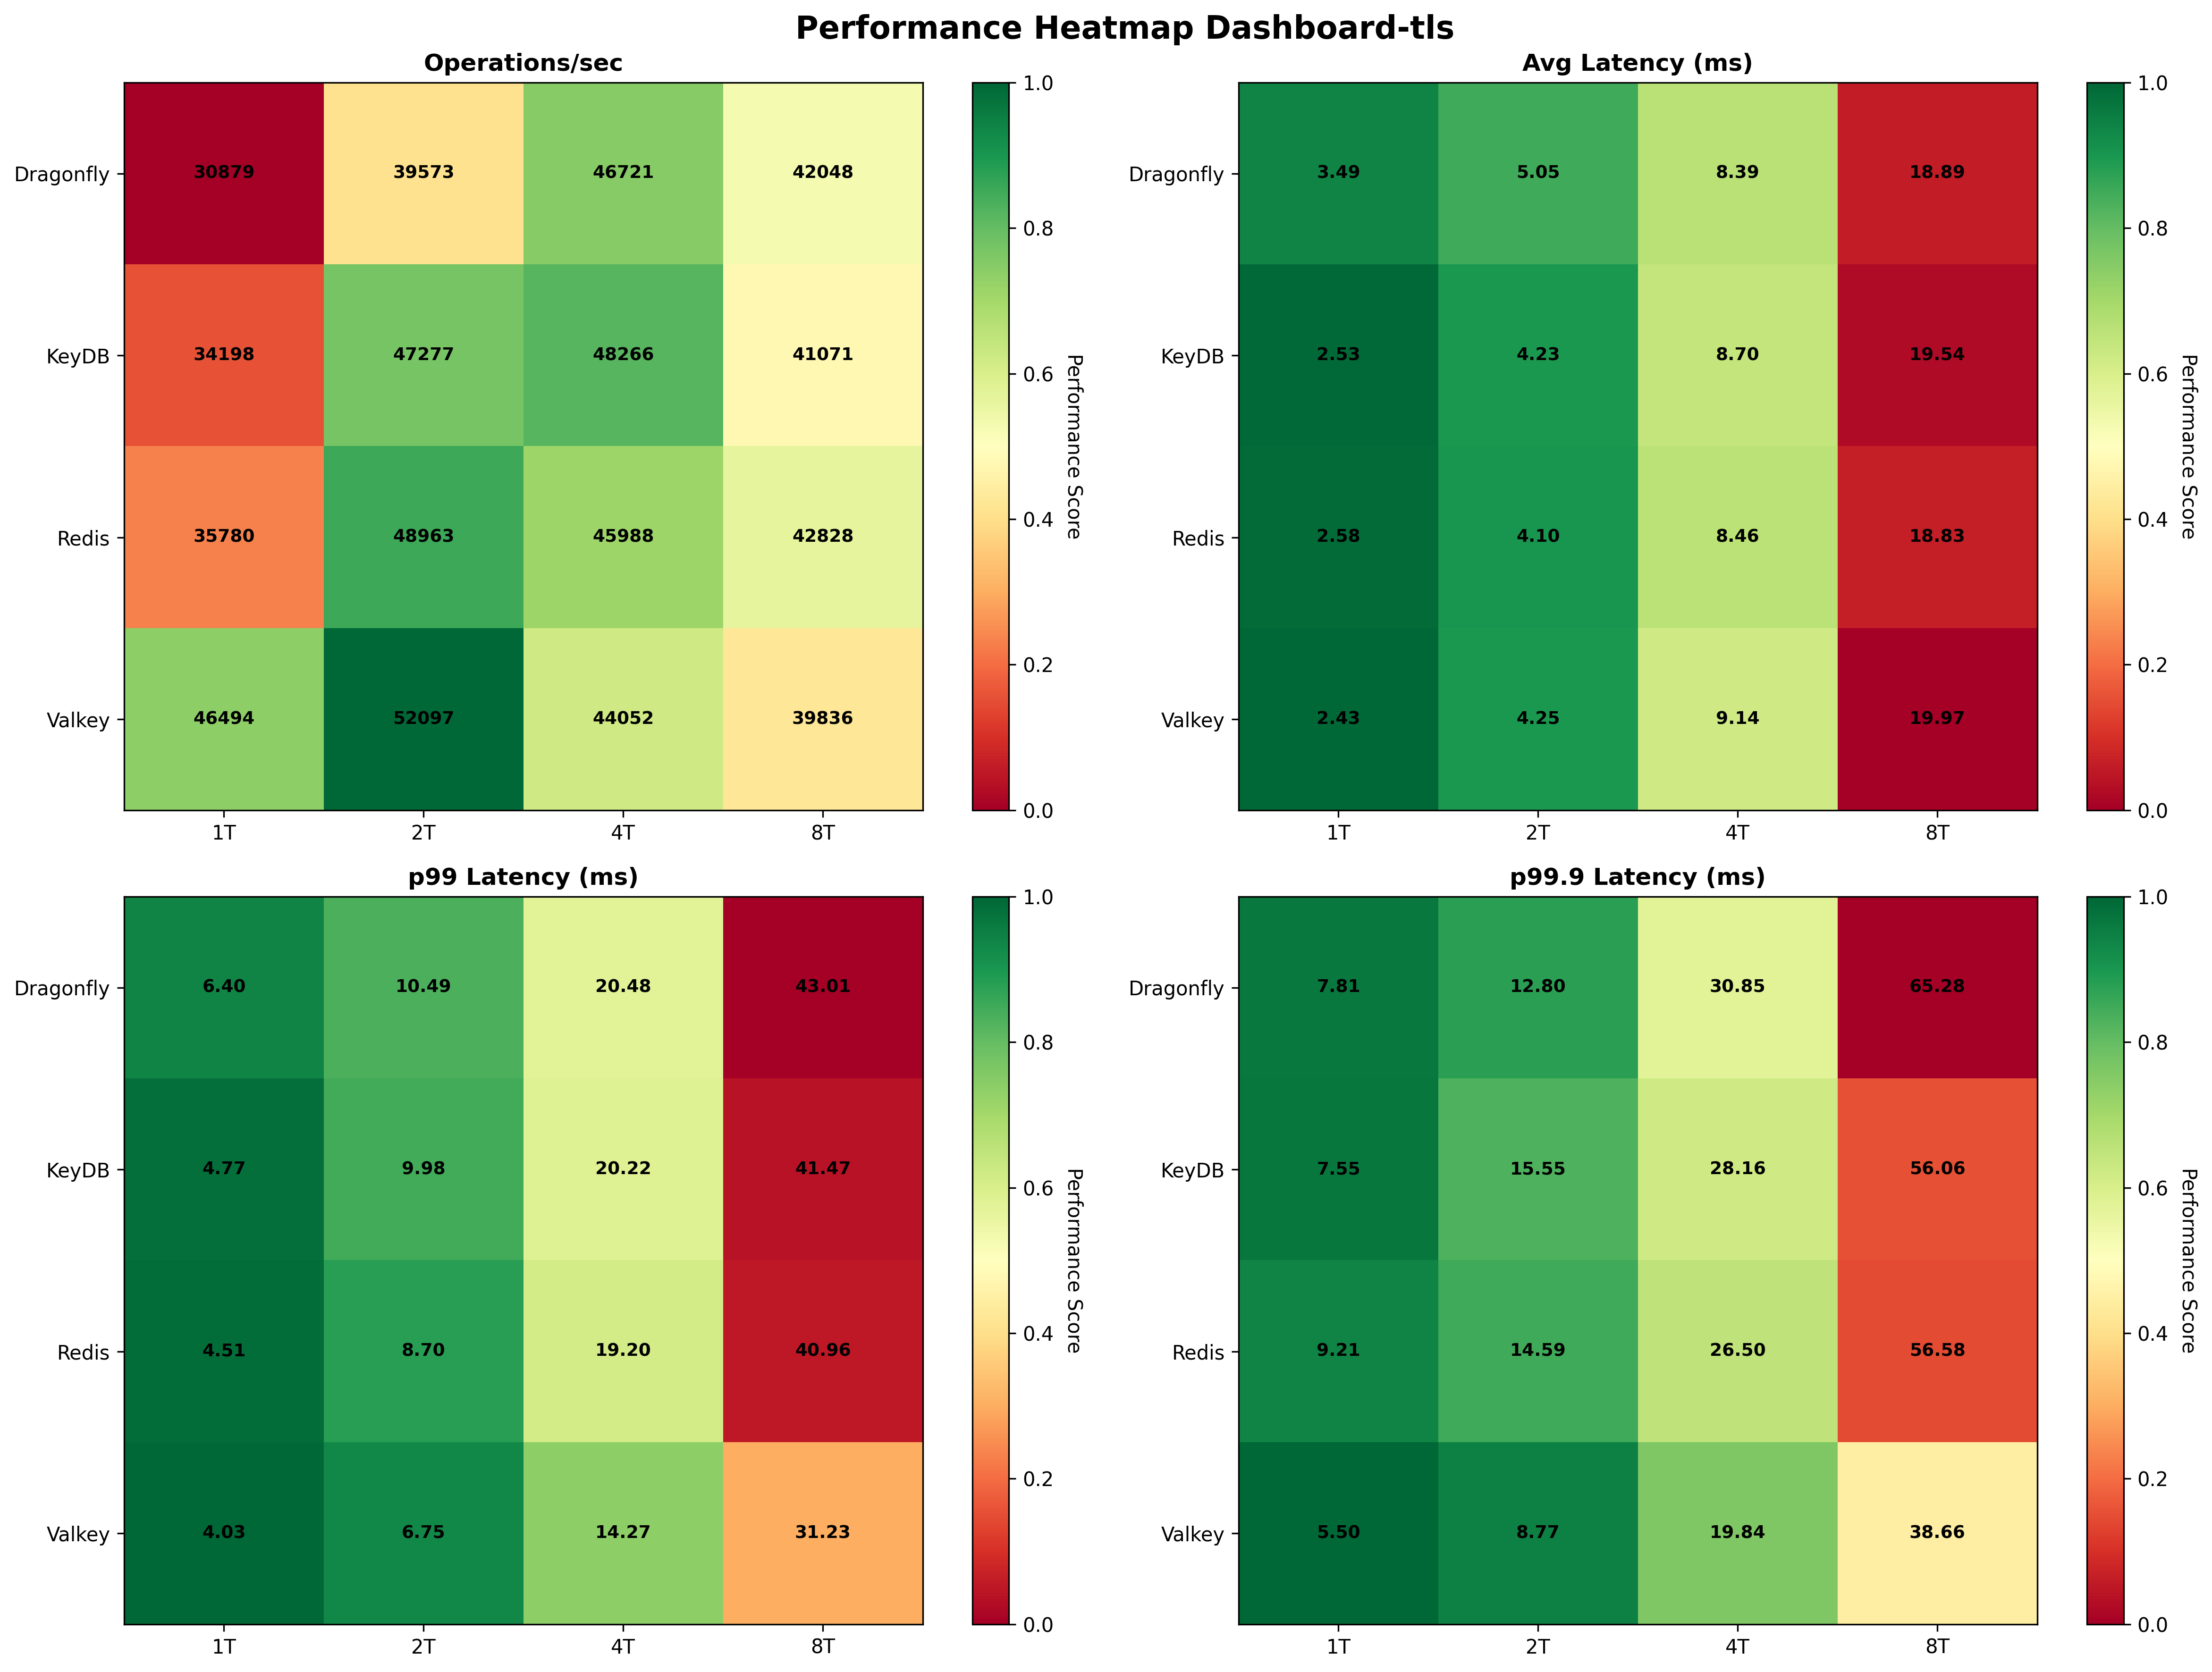 Performance Heatmap Dashboard-tls
Operations/sec
Dragonfly 30879 39573 46721 42048
KeyDB 34198 47277 48266 41071
Redis 35780 48963 45988 42828
Valkey 46494 52097 44052 39836
1T 2T 4T 8T
1.0
0.8
0.6
0.4
0.2
0.0
Performance Score
Avg Latency (ms)
Dragonfly 3.49 5.05 8.39 18.89
KeyDB 2.53 4.23 8.70 19.54
Redis 2.58 4.10 8.46 18.83
Valkey 2.43 4.25 9.14 19.97
1T 2T 4T 8T
1.0
0.8
0.6
0.4
0.2
0.0
Performance Score
p99 Latency (ms)
Dragonfly 6.40 10.49 20.48 43.01
KeyDB 4.77 9.98 20.22 41.47
Redis 4.51 8.70 19.20 40.96
Valkey 4.03 6.75 14.27 31.23
1T 2T 4T 8T
1.0
0.8
0.6
0.4
0.2
0.0
Performance Score
p99.9 Latency (ms)
Dragonfly 7.81 12.80 30.85 65.28
KeyDB 7.55 15.55 28.16 56.06
Redis 9.21 14.59 26.50 56.58
Valkey 5.50 8.77 19.84 38.66
1T 2T 4T 8T
1.0
0.8
0.6
0.4
0.2
0.0
Performance Score